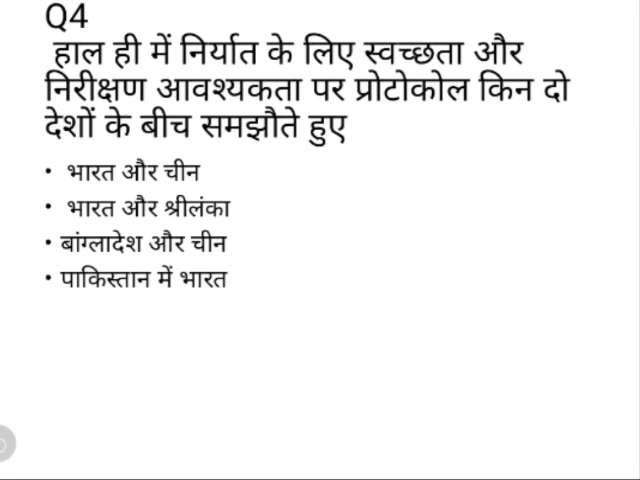 Q4
हाल ही में निर्यात के लिए स्वच्छता और
निरीक्षण आवश्यकता पर प्रोटोकोल किन दो
देशों के बीच समझौते हुए
• भारत और चीन
• भारत और श्रीलंका
• बांग्लादेश और चीन
• पाकिस्तान में भारत